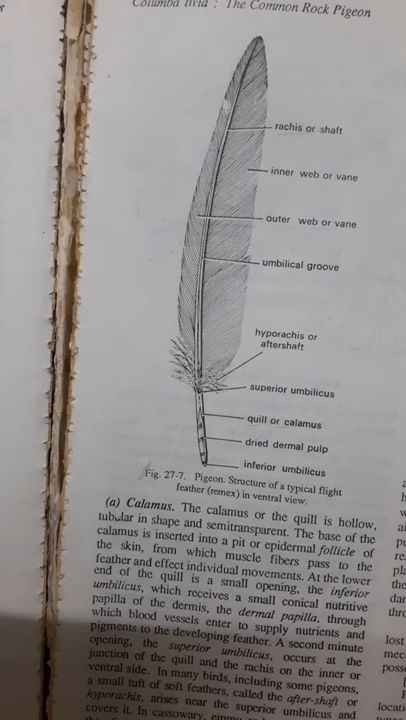 Columba livia : The Common Rock Pigeon
rachis or shaft
inner web or vane
outer web or vane
umbilical groove
hyporachis or
aftershaft
superior umbilicus
quill or calamus
dried dermal pulp
inferior umbilicus
Fig. 27-7. Pigeon. Structure of a typical flight
feather (remex) in ventral view.
(a) Calamus. The calamus or the quill is hollow,
tubular in shape and semitransparent. The base of the
calamus is inserted into a pit or epidermal follicle of
the skin, from which muscle fibres pass to the
feather and effect individual movements. At the lower
end of the quill is a small opening, the inferior
umbilicus, which receives a small conical nutritive
papilla of the dermis, the dermal papilla, through
which blood vessels enter to supply nutrients and
pigments to the developing feather. A second minute
opening, the superior umbilicus, occurs at the
junction of the quill and the rachis on the inner or
ventral side. In many birds, including some pigeons,
a small tuft of soft feathers, called the after-shaft or
hyporachis, arises near the superior umbilicus and
covers it. In cassowary,
lost